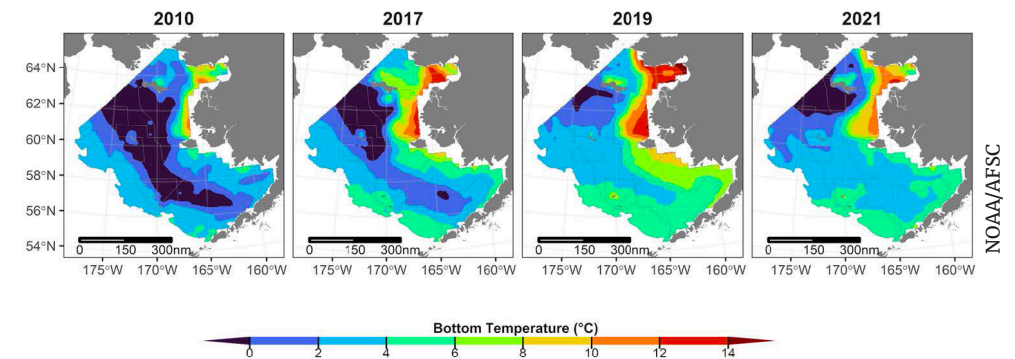 2010 2017 2019 2021
64°N
62°N
60°N
58°N
56°N
54°N
0 150 300nm 0 150 300nm 0 150 300nm 0 150 300nm
175°W 170°W 165°W 160°W 175°W 170°W 165°W 160°W 175°W 170°W 165°W 160°W 175°W 170°W 165°W 160°W
NOAA/AFSC
Bottom Temperature (°C)
0 2 4 6 8 10 12 14